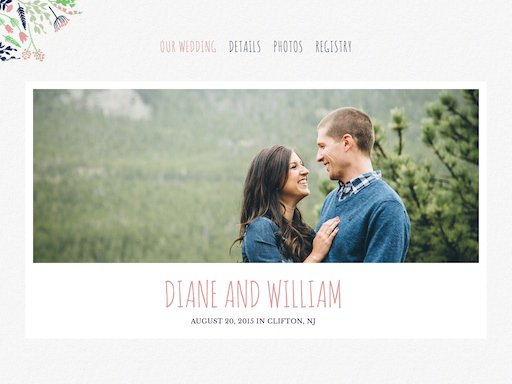 OUR WEDDING DETAILS PHOTOS REGISTRY
DIANE AND WILLIAM
AUGUST 20, 2015 IN CLIFTON, NJ